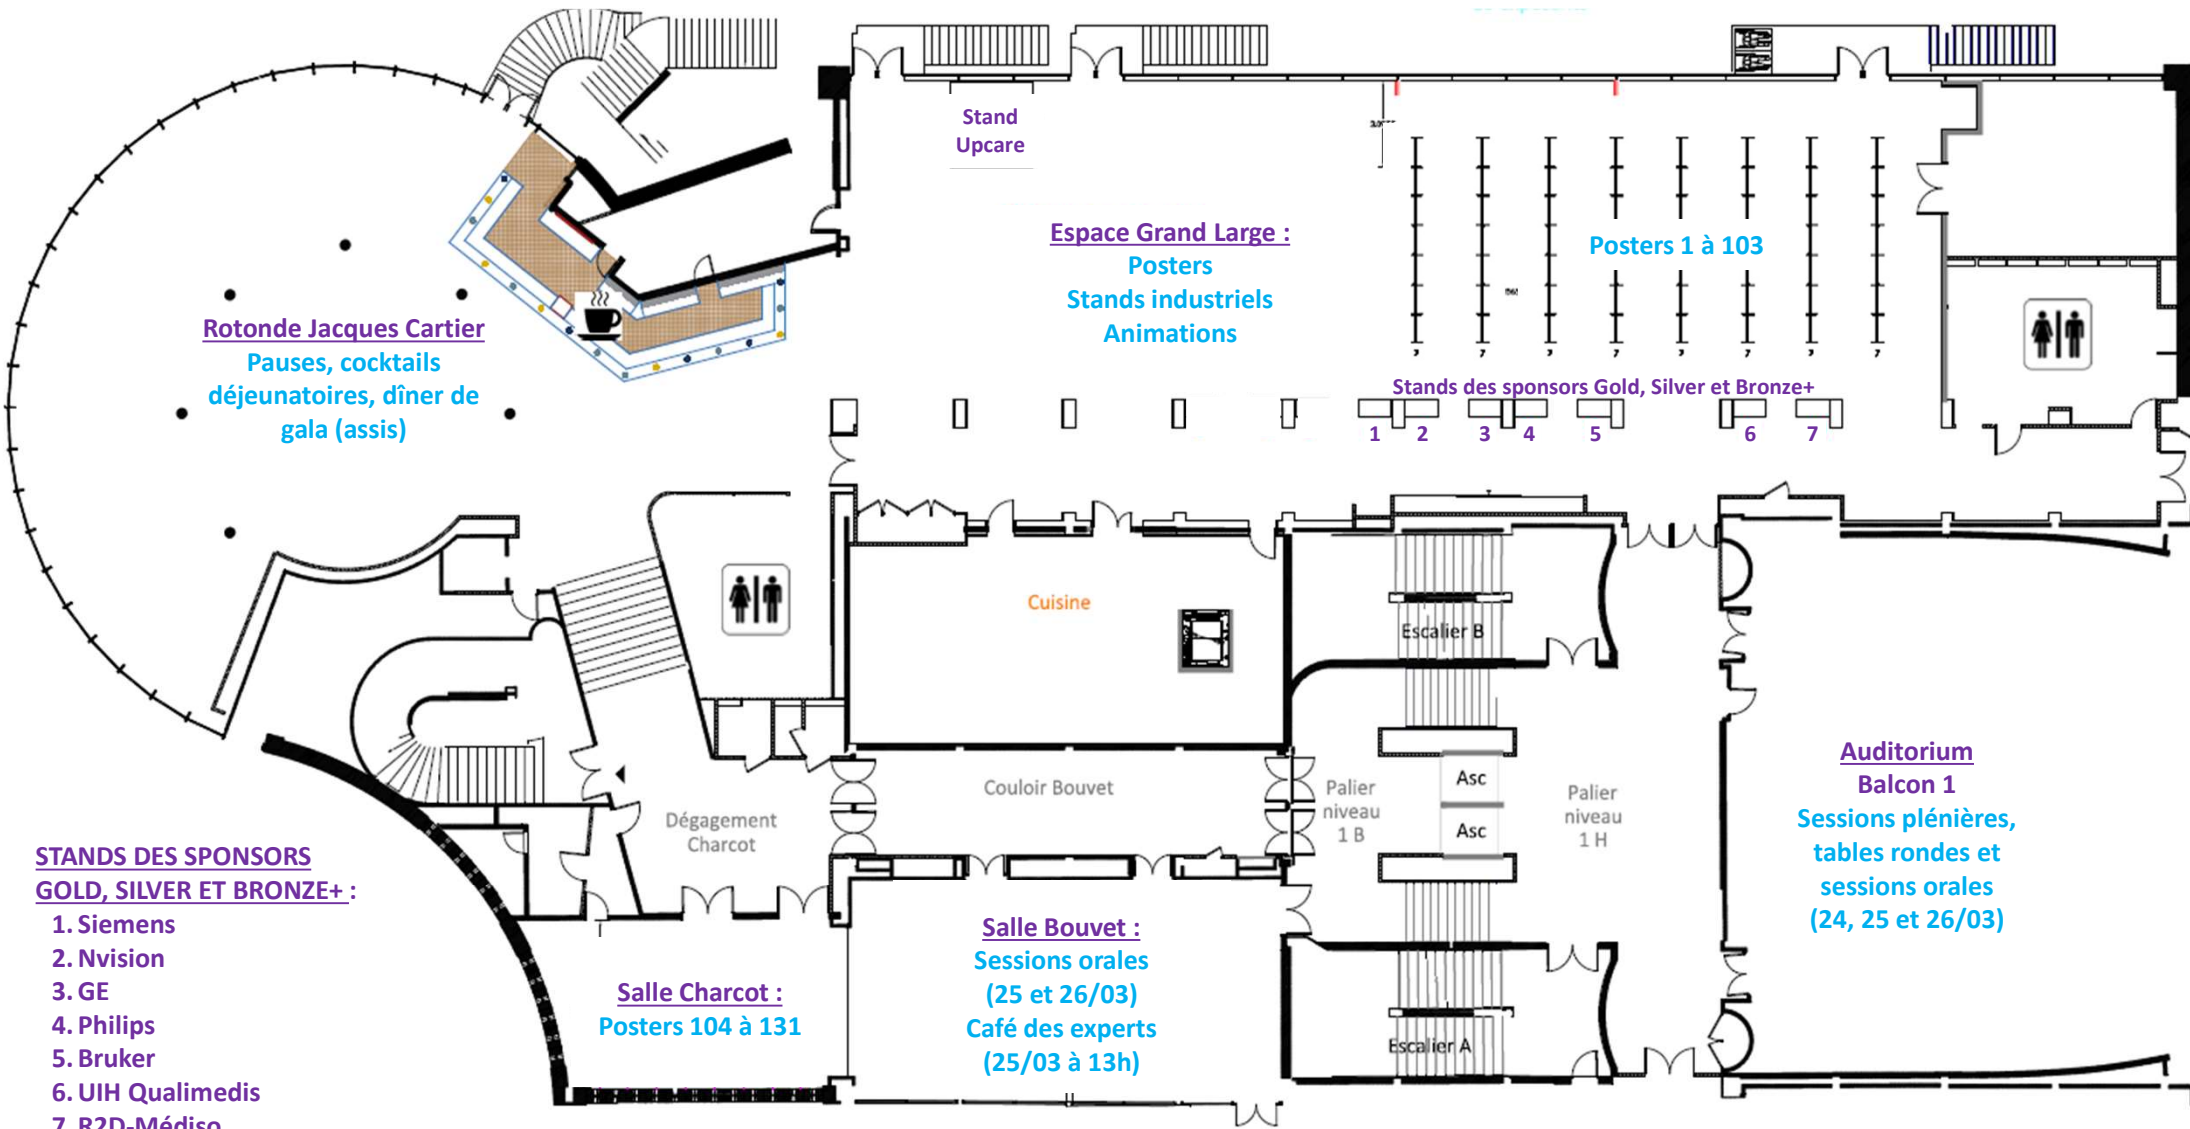 Stand
Upcare
Espace Grand Large :
Posters
Stands industriels
Animations
Posters 1 à 103
Rotonde Jacques Cartier
Pauses, cocktails
déjeunatoires, dîner de
gala (assis)
Stands des sponsors Gold, Silver et Bronze+
1 2 3 4 5 6 7
Cuisine
Escalier B
Couloir Bouvet
Palier
niveau
1 B
Asc
Asc
Palier
niveau
1 H
Auditorium
Balcon 1
Sessions plénières,
tables rondes et
sessions orales
(24, 25 et 26/03)
Dégagement
Charcot
STANDS DES SPONSORS
GOLD, SILVER ET BRONZE+ :
1. Siemens
2. Nvision
3. GE
4. Philips
5. Bruker
6. UIH Qualimedis
7. R2D-Médiso
Salle Charcot :
Posters 104 à 131
Salle Bouvet :
Sessions orales
(25 et 26/03)
Café des experts
(25/03 à 13h)
Escalier A